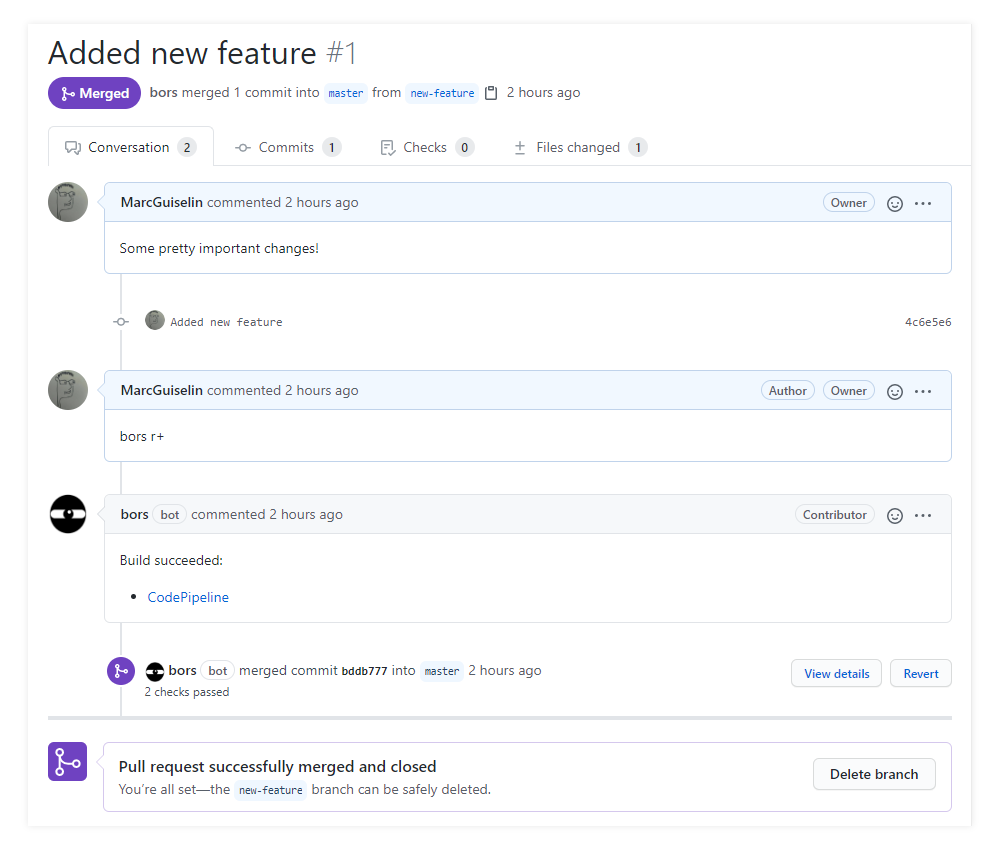 Added new feature #1
Merged bors merged 1 commit into master from new-feature 2 hours ago
Conversation 2 Commits 1 Checks 0 Files changed 1
MarcGuiselin commented 2 hours ago Owner
Some pretty important changes!
Added new feature 4c6e5e6
MarcGuiselin commented 2 hours ago Author Owner
bors r+
bors bot commented 2 hours ago Contributor
Build succeeded:
• CodePipeline
bors bot merged commit bddb777 into master 2 hours ago View details Revert
2 checks passed
Pull request successfully merged and closed
You’re all set—the new-feature branch can be safely deleted. Delete branch